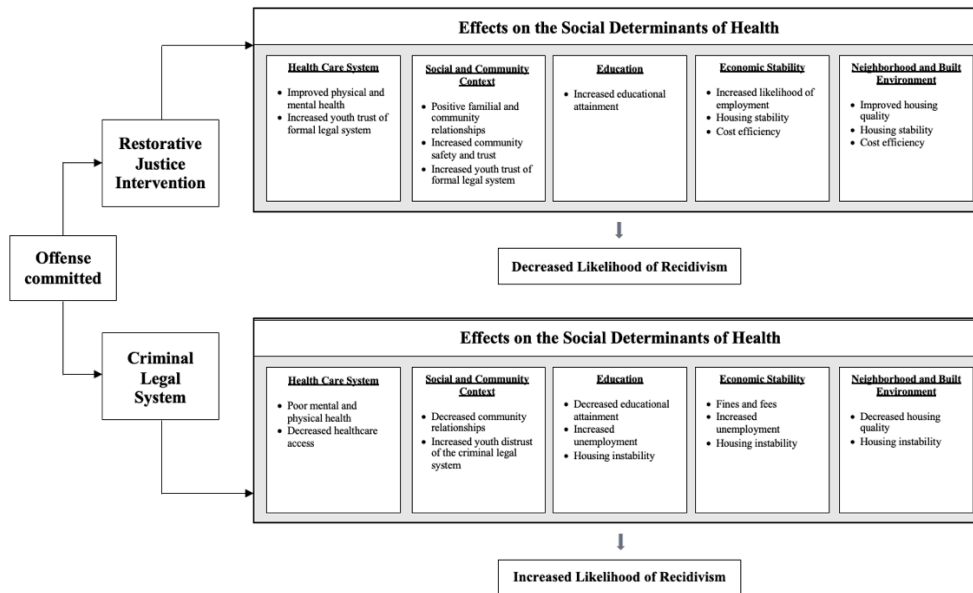 Offense
committed
Restorative
Justice
Intervention
Effects on the Social Determinants of Health
Health Care System
• Improved physical and
mental health
• Increased youth trust of
formal legal system
Social and Community
Context
• Positive familial and
community
relationships
• Increased community
safety and trust
• Increased youth trust of
formal legal system
Education
• Increased educational
attainment
Economic Stability
• Increased likelihood of
employment
• Housing stability
• Cost efficiency
Neighborhood and Built
Environment
• Improved housing
quality
• Housing stability
• Cost efficiency
Decreased Likelihood of Recidivism
Criminal
Legal
System
Effects on the Social Determinants of Health
Health Care System
• Poor mental and
physical health
• Decreased healthcare
access
Social and Community
Context
• Decreased community
relationships
• Increased youth distrust
of the criminal legal
system
Education
• Decreased educational
attainment
• Increased
unemployment
• Housing instability
Economic Stability
• Fines and fees
• Increased
unemployment
• Housing instability
Neighborhood and Built
Environment
• Decreased housing
quality
• Housing instability
Increased Likelihood of Recidivism